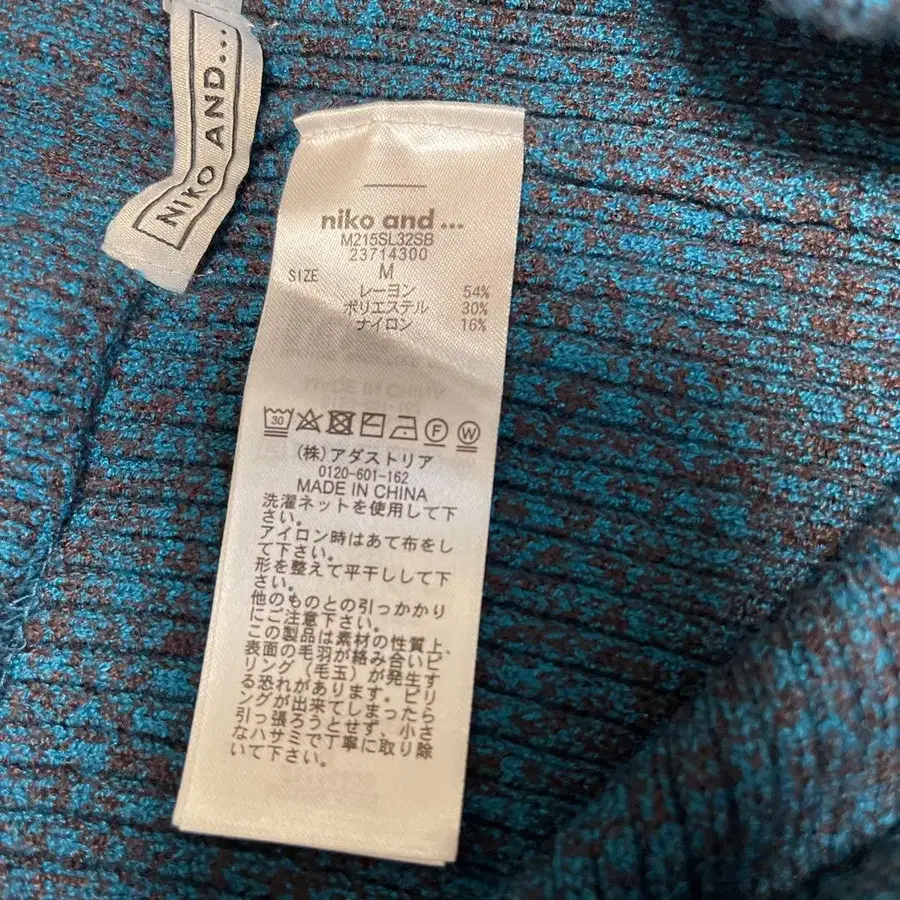 NIKO AND...
niko and ...
M215SL32SB
23714300
SIZE M
レーヨン 54%
ポリエステル 30%
ナイロン 16%
30
F W
(株)アダストリア
0120-601-162
MADE IN CHINA
洗濯ネットを使用して下
さい。
アイロン時はあて布をし
て下さい。
形を整えて平干しして下
さい。
他のものとの引っかかり
にご注意下さい。
この製品は素材の性質上、
表面の毛羽が絡み合いピ
リング(毛玉)が発生す
る恐れがあります。ピリ
ングが出来てしまったら
引っ張ろうとせず、小さ
なハサミで丁寧に取り除
いて下さい。